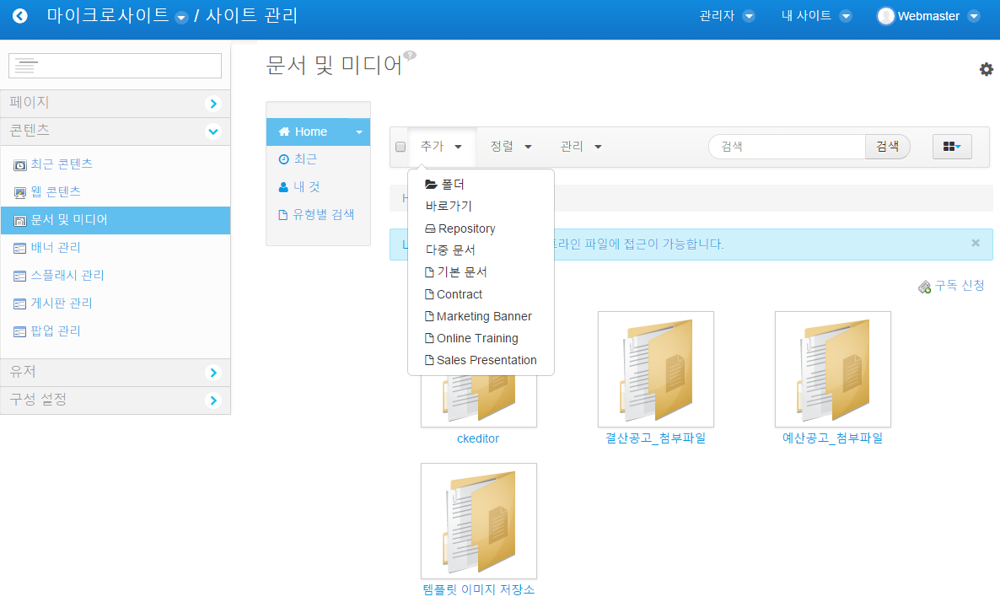 마이크로사이트 / 사이트 관리
관리자 내 사이트 Webmaster
페이지
콘텐츠
최근 콘텐츠
웹 콘텐츠
문서 및 미디어
배너 관리
스플래시 관리
게시판 관리
팝업 관리
유저
구성 설정
문서 및 미디어
Home
최근
내 것
유형별 검색
추가 정렬 관리 검색 검색
폴더
바로가기
Repository
다중 문서
기본 문서
Contract
Marketing Banner
Online Training
Sales Presentation
파일에 접근이 가능합니다.
구독 신청
ckeditor
결산공고_첨부파일
예산공고_첨부파일
템플릿 이미지 저장소